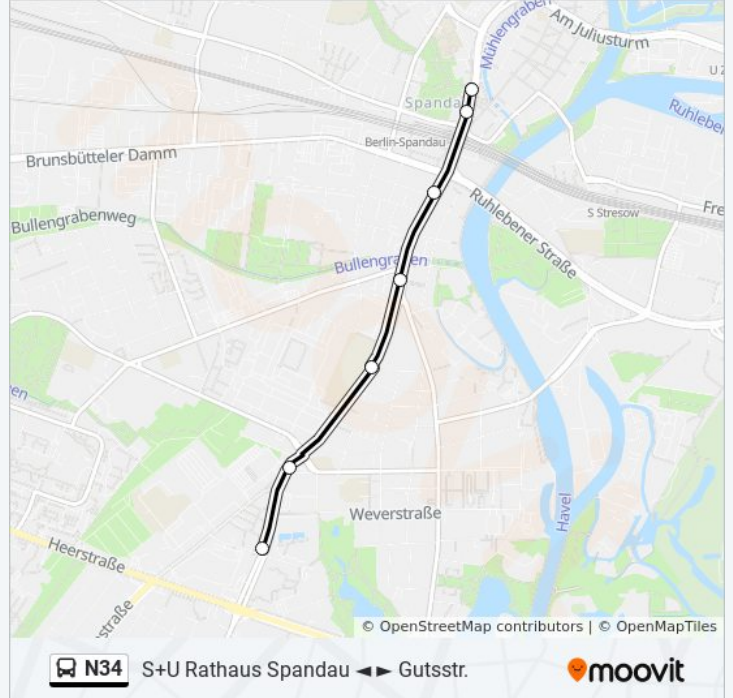 Mühlengraben
Am Juliusturm
Spanda
Berlin-Spandau
Brunsbütteler Damm
Ruhleben
S Stresow
Fre
Ruhlebener Straße
Bullengrabenweg
Bullengraben
en
Weverstraße
Havel
Heerstraße
straße
© OpenStreetMap contributors | © OpenMapTiles
N34 S+U Rathaus Spandau ◄ ► Gutsstr.
moovit